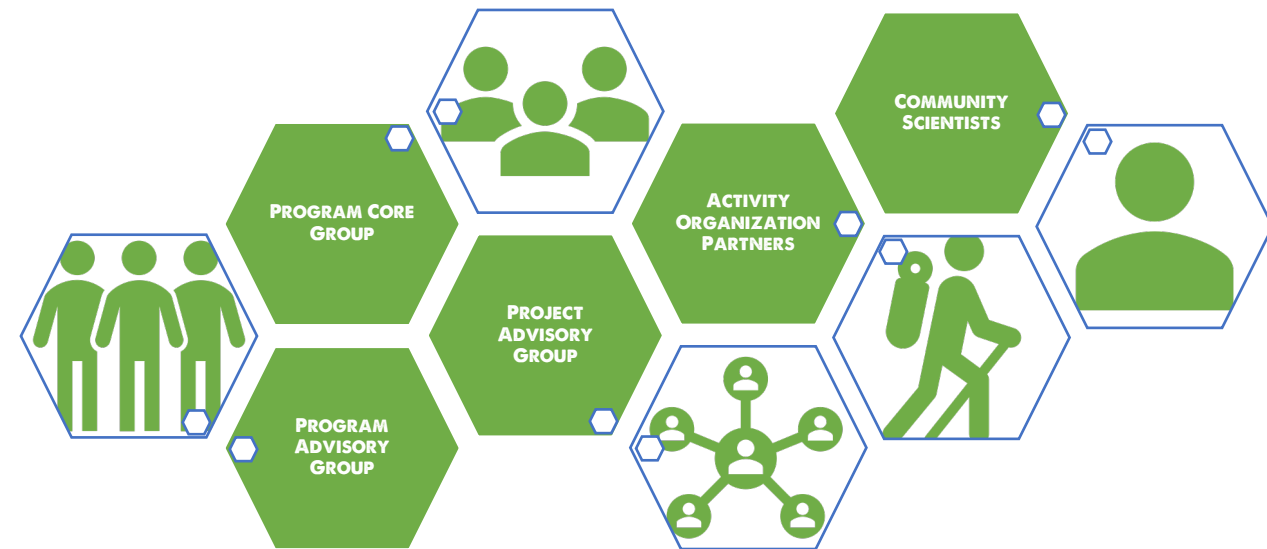 PROGRAM CORE
GROUP
PROGRAM
ADVISORY
GROUP
PROJECT
ADVISORY
GROUP
ACTIVITY
ORGANIZATION
PARTNERS
COMMUNITY
SCIENTISTS